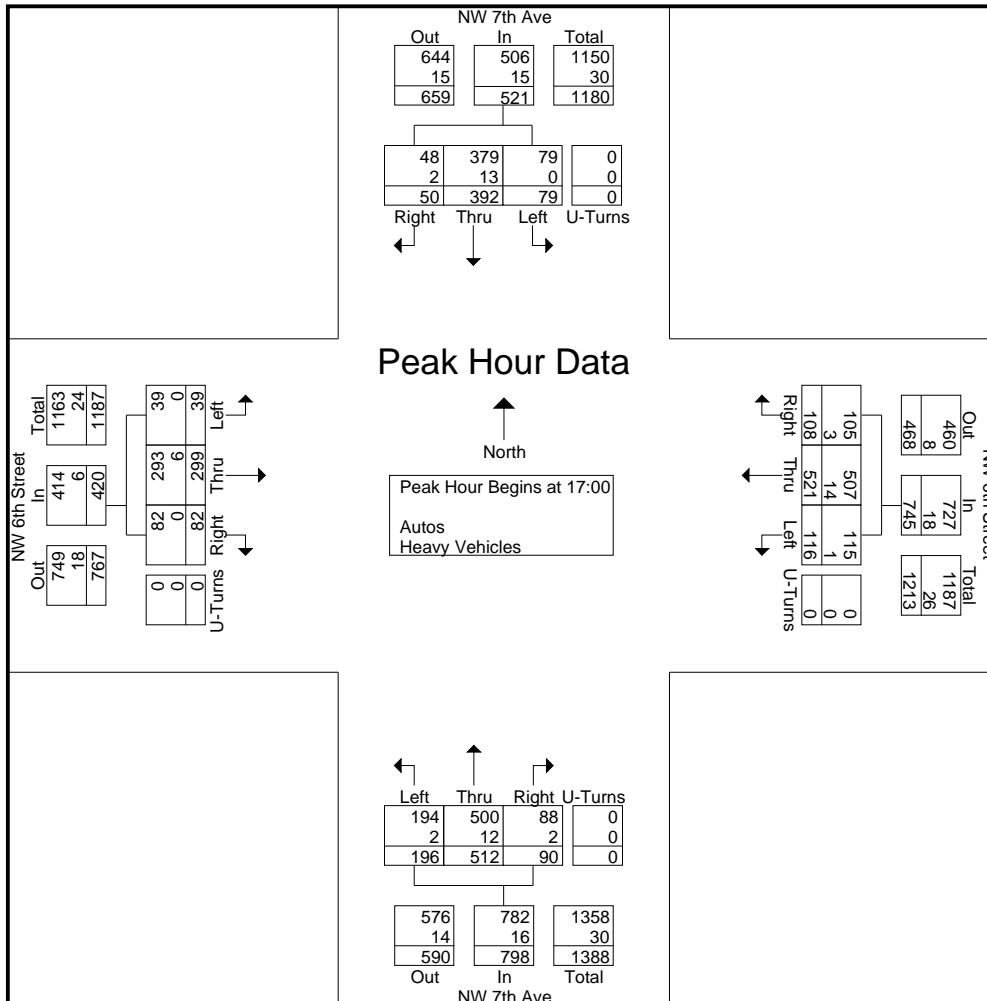 NW 7th Ave
Out In Total
644 506 1150
15 15 30
659 521 1180
48 379 79 0
2 13 0 0
50 392 79 0
Right Thru Left U-Turns
Peak Hour Data
North
Peak Hour Begins at 17:00
Autos
Heavy Vehicles
NW 6th Street
Total In Out
1163 414 749
24 6 18
1187 420 767
Left Thru Right U-Turns
39 293 82 0
0 6 0 0
39 299 82 0
Right Thru Left U-Turns
105 507 115 0
3 14 1 0
108 521 116 0
Out In Total
460 727 1187
8 18 26
468 745 1213
Left Thru Right U-Turns
194 500 88 0
2 12 2 0
196 512 90 0
576 782 1358
14 16 30
590 798 1388
Out In Total
NW 7th Ave